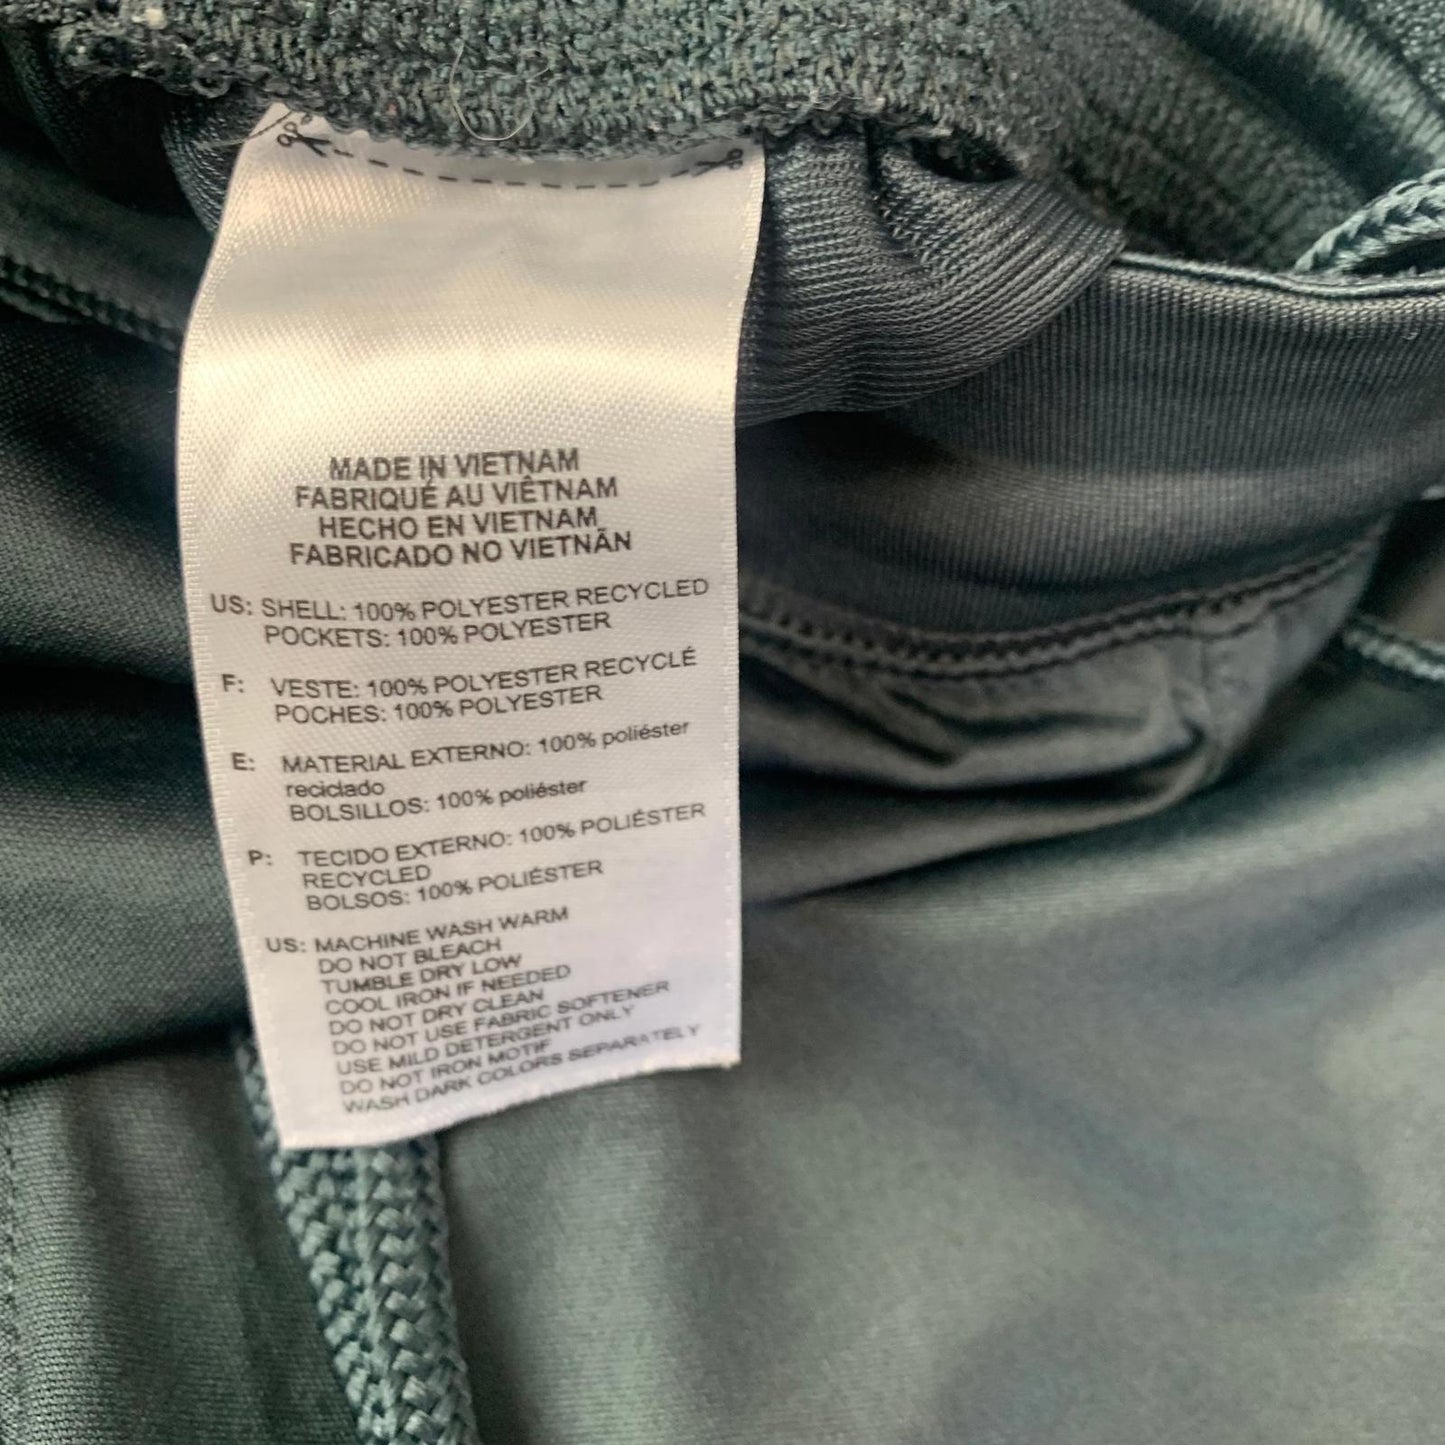 MADE IN VIETNAM
FABRIQUÉ AU VIÊTNAM
HECHO EN VIETNAM
FABRICADO NO VIETNÃN
US: SHELL: 100% POLYESTER RECYCLED
POCKETS: 100% POLYESTER
F: VESTE: 100% POLYESTER RECYCLÉ
POCHES: 100% POLYESTER
E: MATERIAL EXTERNO: 100% poliéster
reciclado
BOLSILLOS: 100% poliéster
P: TECIDO EXTERNO: 100% POLIÉSTER
RECYCLED
BOLSOS: 100% POLIÉSTER
US: MACHINE WASH WARM
DO NOT BLEACH
TUMBLE DRY LOW
COOL IRON IF NEEDED
DO NOT DRY CLEAN
DO NOT USE FABRIC SOFTENER
USE MILD DETERGENT ONLY
DO NOT IRON MOTIF
WASH DARK COLORS SEPARATELY